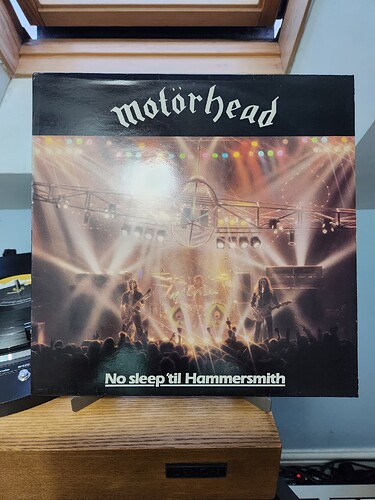 motörhead
No sleep 'til Hammersmith